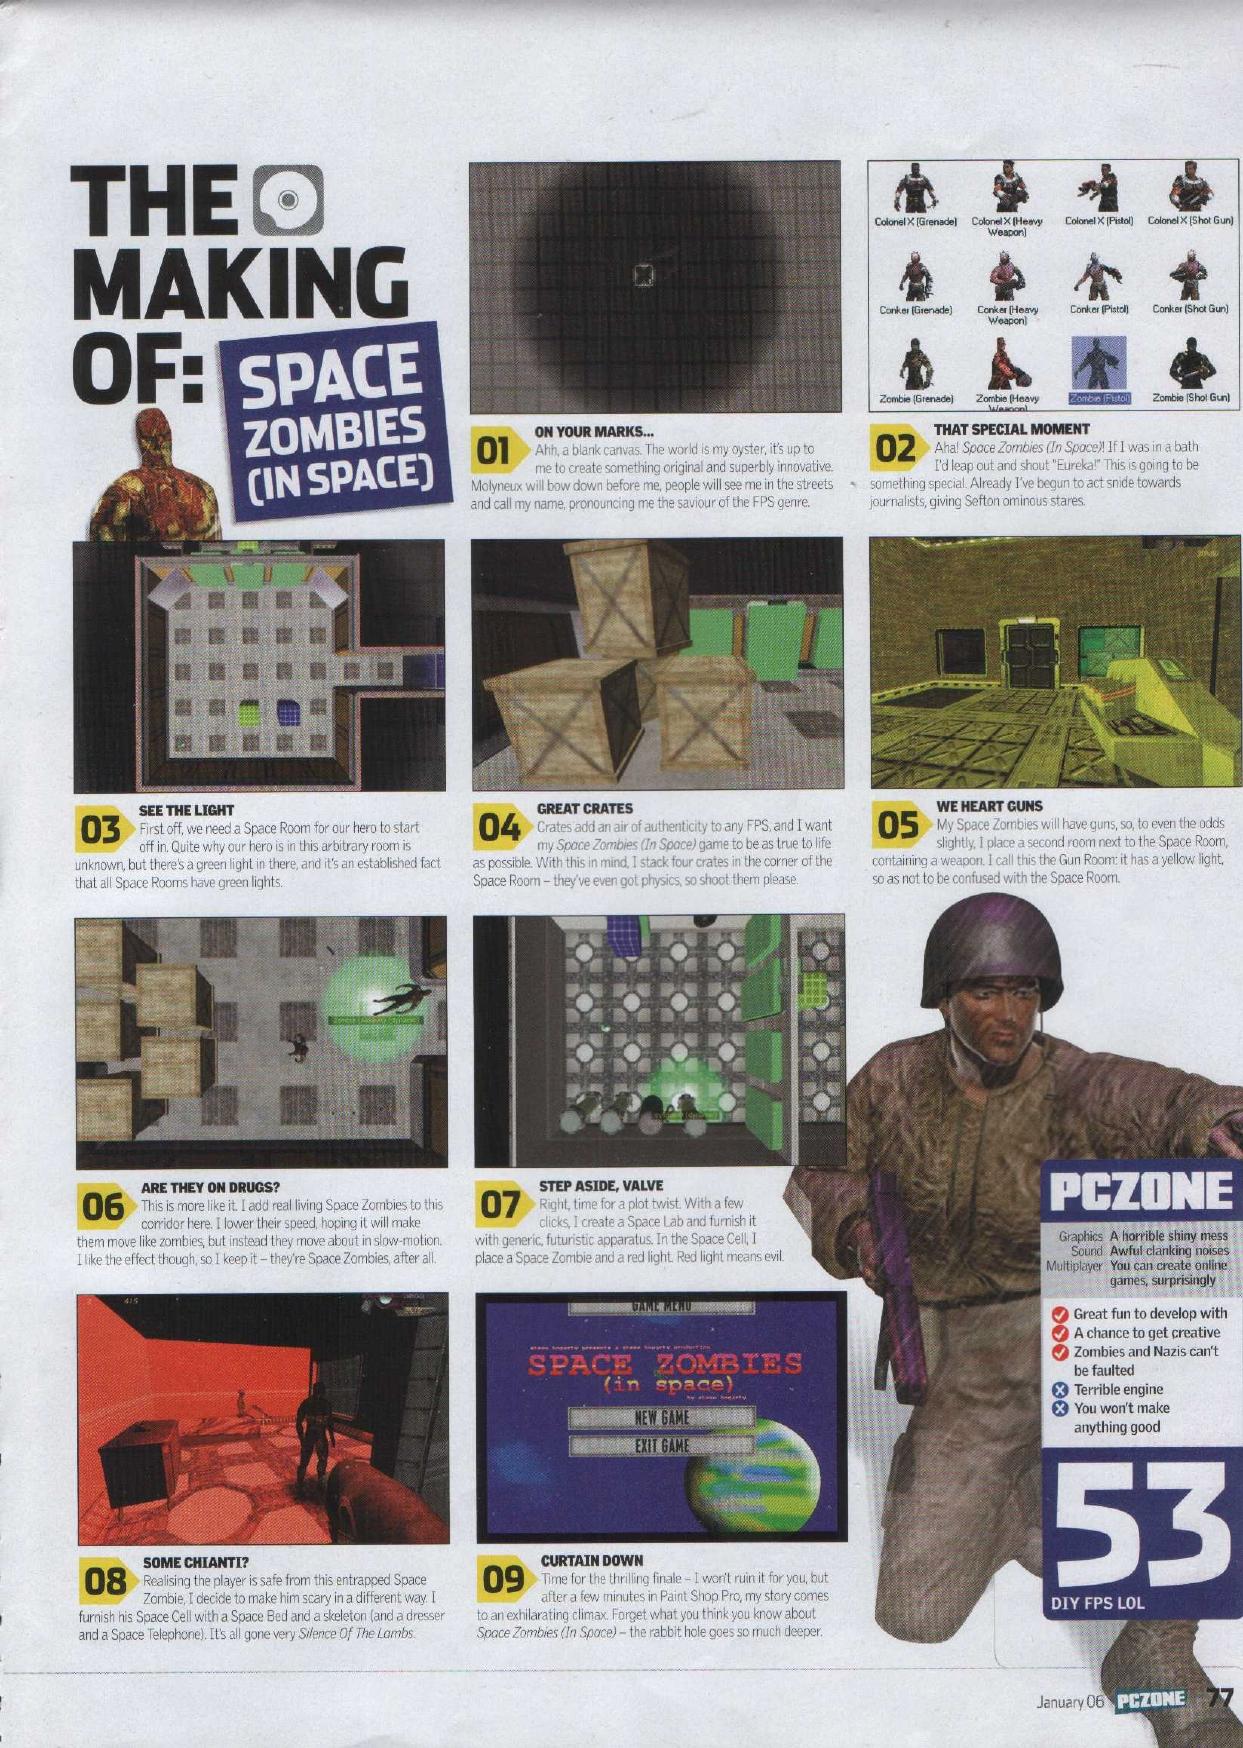 THE
MAKING
OF:
SPACE
ZOMBIES
(IN SPACE)
Colonel X (Grenade)
Colonel X (Heavy
Weapon)
Colonel X (Pistol)
Colonel X (Shot Gun)
Conker (Grenade)
Conker (Heavy
Weapon)
Conker (Pistol)
Conker (Shot Gun)
Zombie (Grenade)
Zombie (Heavy
Weapon)
Zombie (Pistol)
Zombie (Shot Gun)
01
ON YOUR MARKS...
Ahh, a blank canvas. The world is my oyster, it's up to
me to create something original and superbly innovative.
Molyneux will bow down before me, people will see me in the streets
and call my name, pronouncing me the saviour of the FPS genre.
02
THAT SPECIAL MOMENT
Aha! Space Zombies (In Space)! If I was in a bath
I'd leap out and shout "Eureka!" This is going to be
something special. Already I've begun to act snide towards
journalists, giving Sefton ominous stares.
03
SEE THE LIGHT
First off, we need a Space Room for our hero to start
off in. Quite why our hero is in this arbitrary room is
unknown, but there's a green light in there, and it's an established fact
that all Space Rooms have green lights.
04
GREAT CRATES
Crates add an air of authenticity to any FPS, and I want
my Space Zombies (In Space) game to be as true to life
as possible. With this in mind, I stack four crates in the corner of the
Space Room – they've even got physics, so shoot them please.
05
WE HEART GUNS
My Space Zombies will have guns, so, to even the odds
slightly, I place a second room next to the Space Room,
containing a weapon. I call this the Gun Room: it has a yellow light,
so as not to be confused with the Space Room.
06
ARE THEY ON DRUGS?
This is more like it. I add real living Space Zombies to this
corridor here. I lower their speed, hoping it will make
them move like zombies, but instead they move about in slow-motion.
I like the effect though, so I keep it – they're Space Zombies, after all.
07
STEP ASIDE, VALVE
Right, time for a plot twist. With a few
clicks, I create a Space Lab and furnish it
with generic, futuristic apparatus. In the Space Cell, I
place a Space Zombie and a red light. Red light means evil.
415
08
SOME CHIANTI?
Realising the player is safe from this entrapped Space
Zombie, I decide to make him scary in a different way. I
furnish his Space Cell with a Space Bed and a skeleton (and a dresser
and a Space Telephone). It's all gone very Silence Of The Lambs.
GAME MENU
SPACE ZOMBIES
(in space)
NEW GAME
EXIT GAME
09
CURTAIN DOWN
Time for the thrilling finale – I won't ruin it for you, but
after a few minutes in Paint Shop Pro, my story comes
to an exhilarating climax. Forget what you think you know about
Space Zombies (In Space) – the rabbit hole goes so much deeper.
PCZONE
Graphics A horrible shiny mess
Sound Awful clanking noises
Multiplayer You can create online
games, surprisingly
Great fun to develop with
A chance to get creative
Zombies and Nazis can't
be faulted
Terrible engine
You won't make
anything good
53
DIY FPS LOL
January 06 PCZONE 77